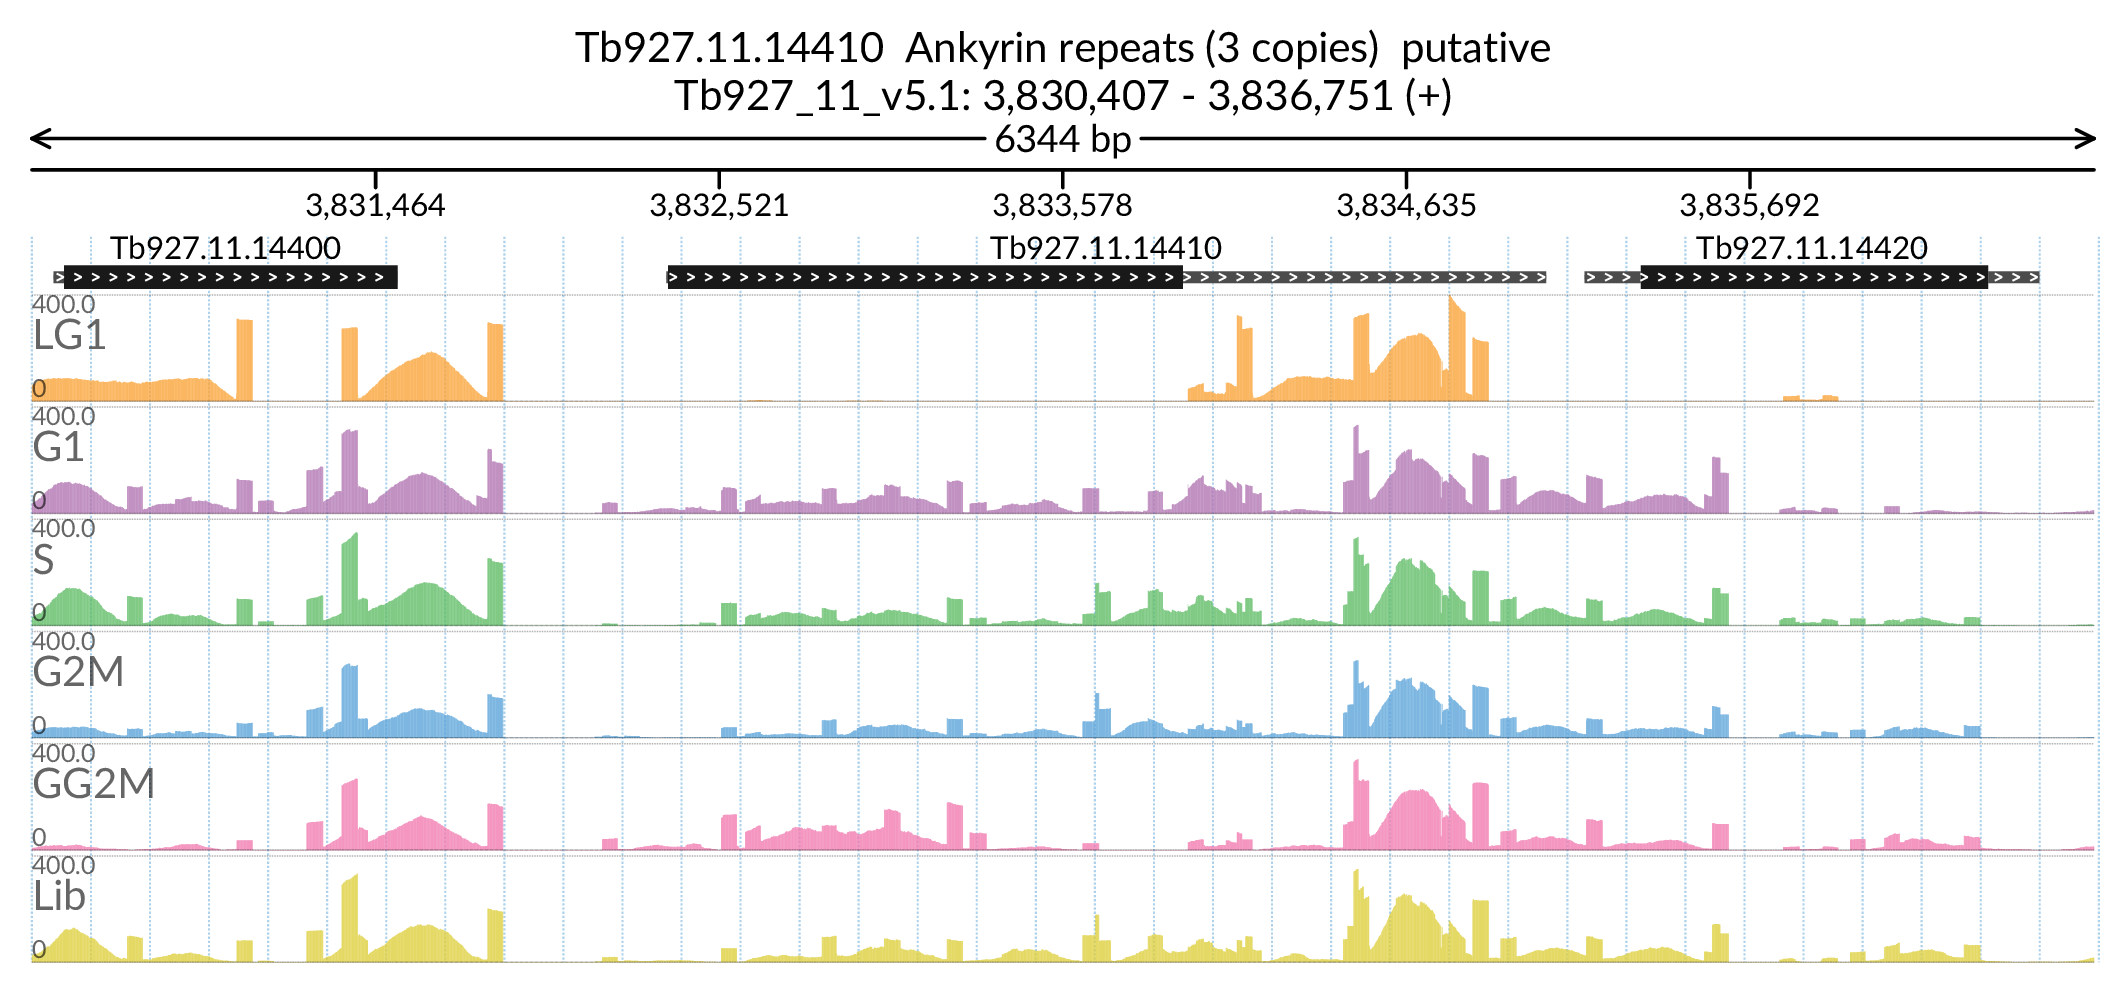 Tb927.11.14410 Ankyrin repeats (3 copies) putative
Tb927_11_v5.1: 3,830,407 - 3,836,751 (+)
6344 bp
3,831,464 3,832,521 3,833,578 3,834,635 3,835,692
Tb927.11.14400 Tb927.11.14410 Tb927.11.14420
400.0
LG1
0
400.0
G1
0
400.0
S
0
400.0
G2M
0
400.0
GG2M
0
400.0
Lib
0